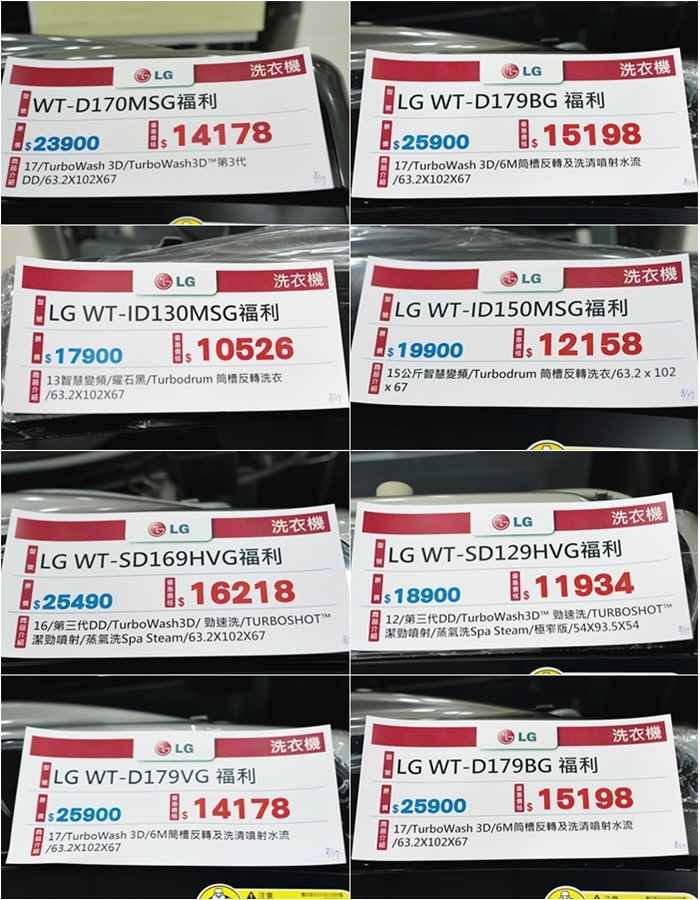 LG 洗衣機
型號 WT-D170MSG福利
原價 $23900 優惠價格 $14178
商品介紹 17/TurboWash 3D/TurboWash3D™第3代
DD/63.2X102X67
8/17
LG 洗衣機
型號 LG WT-D179BG 福利
原價 $25900 優惠價格 $15198
商品介紹 17/TurboWash 3D/6M筒槽反轉及洗清噴射水流
/63.2X102X67
8/17
LG 洗衣機
型號 LG WT-ID130MSG福利
原價 $17900 優惠價格 $10526
商品介紹 13智慧變頻/曜石黑/Turbodrum 筒槽反轉洗衣
/63.2X102X67
8/17
LG 洗衣機
型號 LG WT-ID150MSG福利
原價 $19900 優惠價格 $12158
商品介紹 15公斤智慧變頻/Turbodrum 筒槽反轉洗衣/63.2 x 102
x 67
8/17
LG 洗衣機
型號 LG WT-SD169HVG福利
原價 $25490 優惠價格 $16218
商品介紹 16/第三代DD/TurboWash3D/ 勁速洗/TURBOSHOT™
潔勁噴射/蒸氣洗Spa Steam/63.2X102X67
LG 洗衣機
型號 LG WT-SD129HVG福利
原價 $18900 優惠價格 $11934
商品介紹 12/第三代DD/TurboWash3D™ 勁速洗/TURBOSHOT™
潔勁噴射/蒸氣洗Spa Steam/極窄版/54X93.5X54
8/17
LG 洗衣機
型號 LG WT-D179VG 福利
原價 $25900 優惠價格 $14178
商品介紹 17/TurboWash 3D/6M筒槽反轉及洗清噴射水流
/63.2X102X67
8/17
注意
LG 洗衣機
型號 LG WT-D179BG 福利
原價 $25900 優惠價格 $15198
商品介紹 17/TurboWash 3D/6M筒槽反轉及洗清噴射水流
/63.2X102X67
8/17
注意